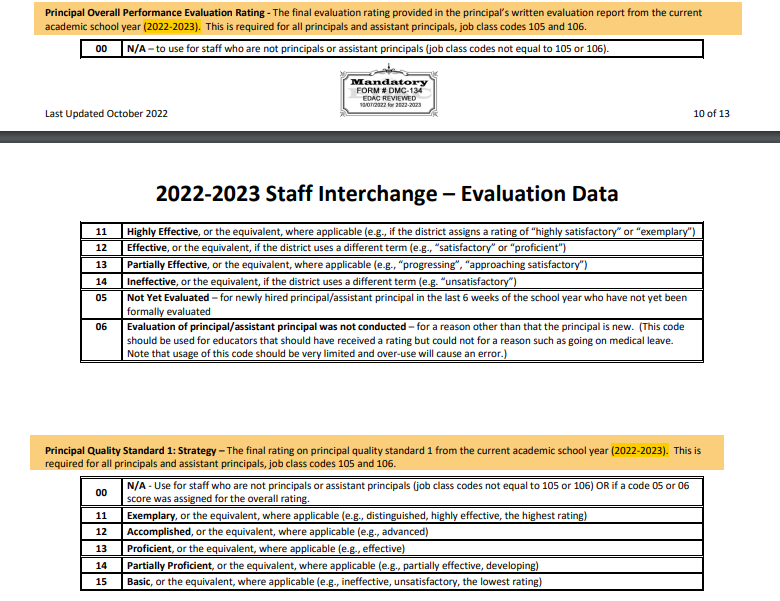 Principal Overall Performance Evaluation Rating - The final evaluation rating provided in the principal's written evaluation report from the current
academic school year (2022-2023). This is required for all principals and assistant principals, job class codes 105 and 106.
00 N/A – to use for staff who are not principals or assistant principals (job class codes not equal to 105 or 106).
Mandatory
FORM # DMC-134
EDAC REVIEWED
10/07/2022 for 2022-2023
Last Updated October 2022 10 of 13
2022-2023 Staff Interchange – Evaluation Data
11 Highly Effective, or the equivalent, where applicable (e.g., if the district assigns a rating of "highly satisfactory" or "exemplary")
12 Effective, or the equivalent, if the district uses a different term (e.g., "satisfactory" or "proficient")
13 Partially Effective, or the equivalent, where applicable (e.g., "progressing", "approaching satisfactory")
14 Ineffective, or the equivalent, if the district uses a different term (e.g. "unsatisfactory")
05 Not Yet Evaluated – for newly hired principal/assistant principal in the last 6 weeks of the school year who have not yet been
formally evaluated
06 Evaluation of principal/assistant principal was not conducted – for a reason other than that the principal is new. (This code
should be used for educators that should have received a rating but could not for a reason such as going on medical leave.
Note that usage of this code should be very limited and over-use will cause an error.)
Principal Quality Standard 1: Strategy – The final rating on principal quality standard 1 from the current academic school year (2022-2023). This is
required for all principals and assistant principals, job class codes 105 and 106.
00 N/A - Use for staff who are not principals or assistant principals (job class codes not equal to 105 or 106) OR if a code 05 or 06
score was assigned for the overall rating.
11 Exemplary, or the equivalent, where applicable (e.g., distinguished, highly effective, the highest rating)
12 Accomplished, or the equivalent, where applicable (e.g., advanced)
13 Proficient, or the equivalent, where applicable (e.g., effective)
14 Partially Proficient, or the equivalent, where applicable (e.g., partially effective, developing)
15 Basic, or the equivalent, where applicable (e.g., ineffective, unsatisfactory, the lowest rating)